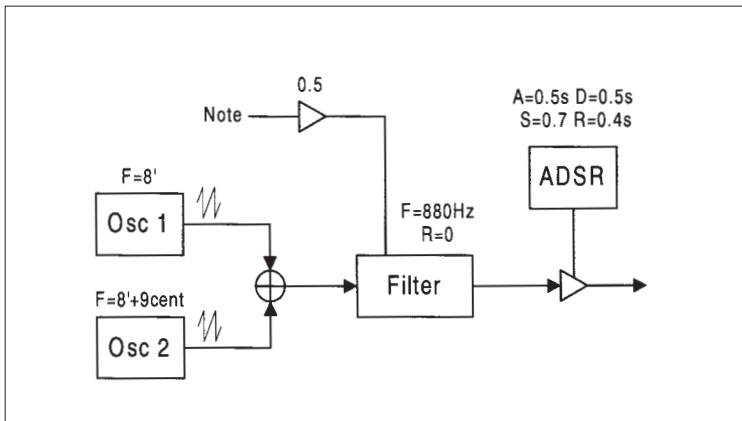 0.5
Note
A=0.5s D=0.5s
S=0.7 R=0.4s
ADSR
F=8'
Osc 1
F=880Hz
R=0
Filter
F=8'+9cent
Osc 2